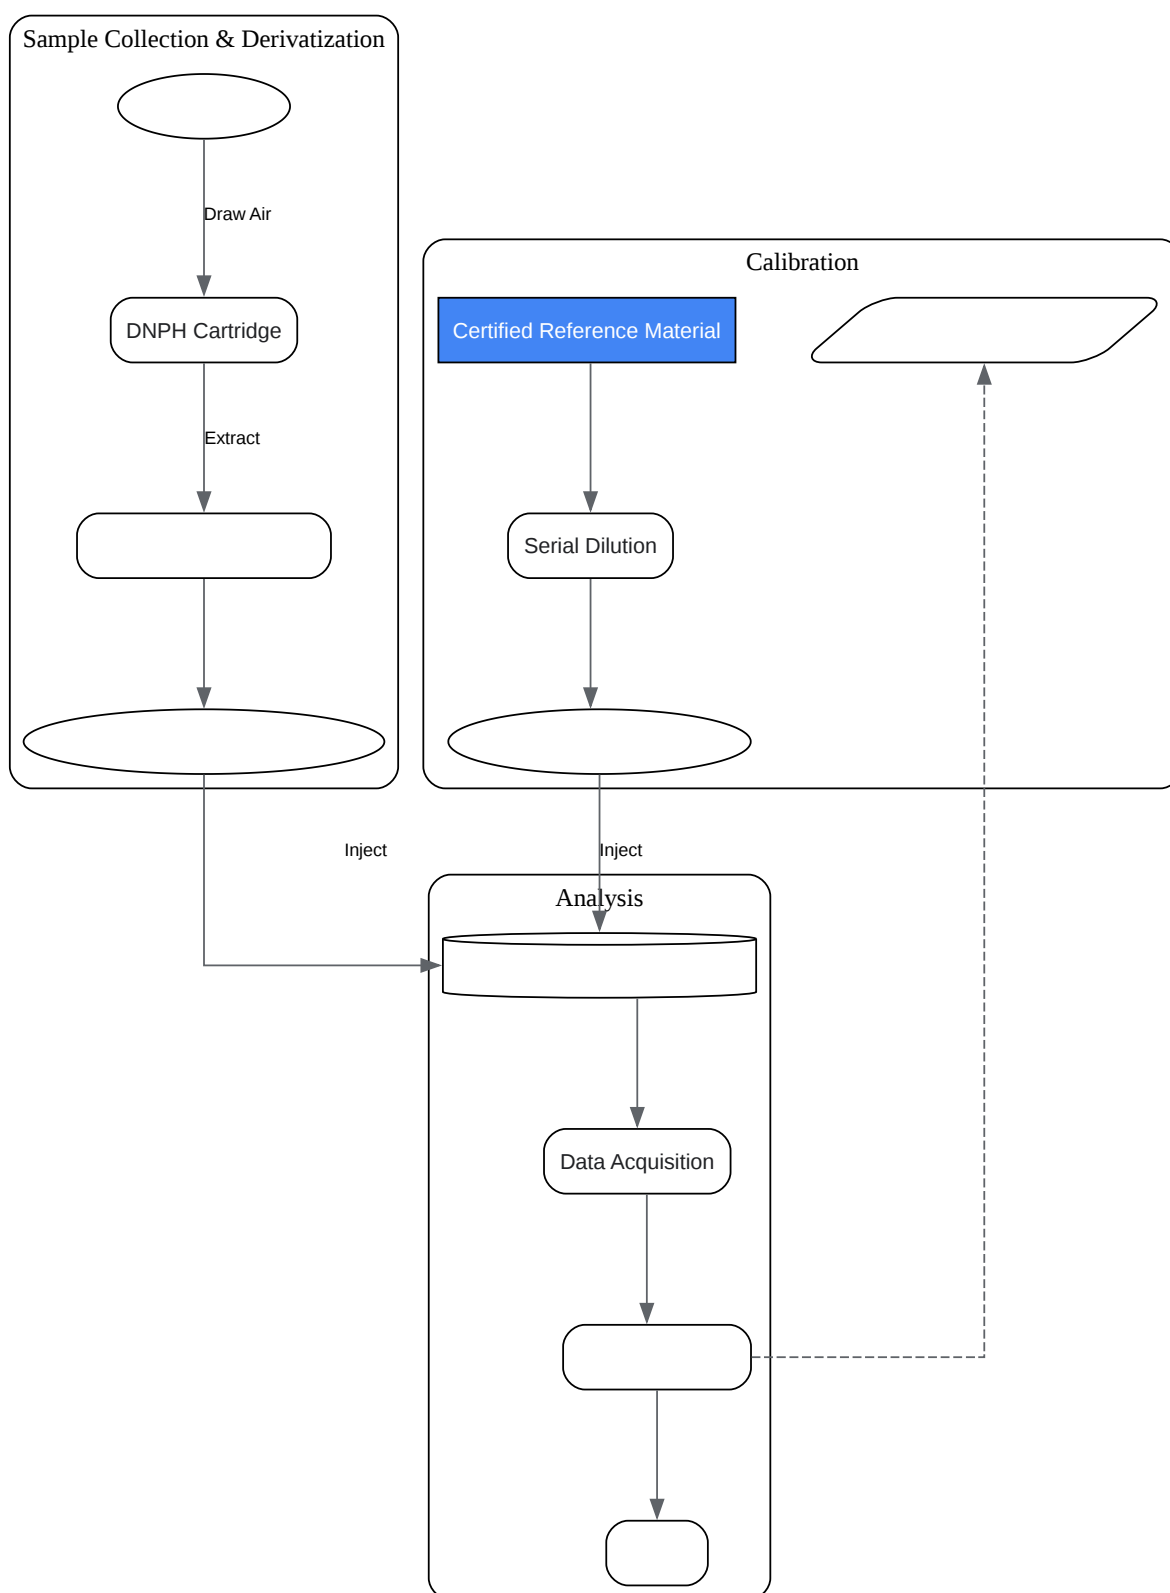 Sample Collection & Derivatization
Draw Air
DNPH Cartridge
Extract
Calibration
Certified Reference Material
Serial Dilution
Inject
Inject
Analysis
Data Acquisition